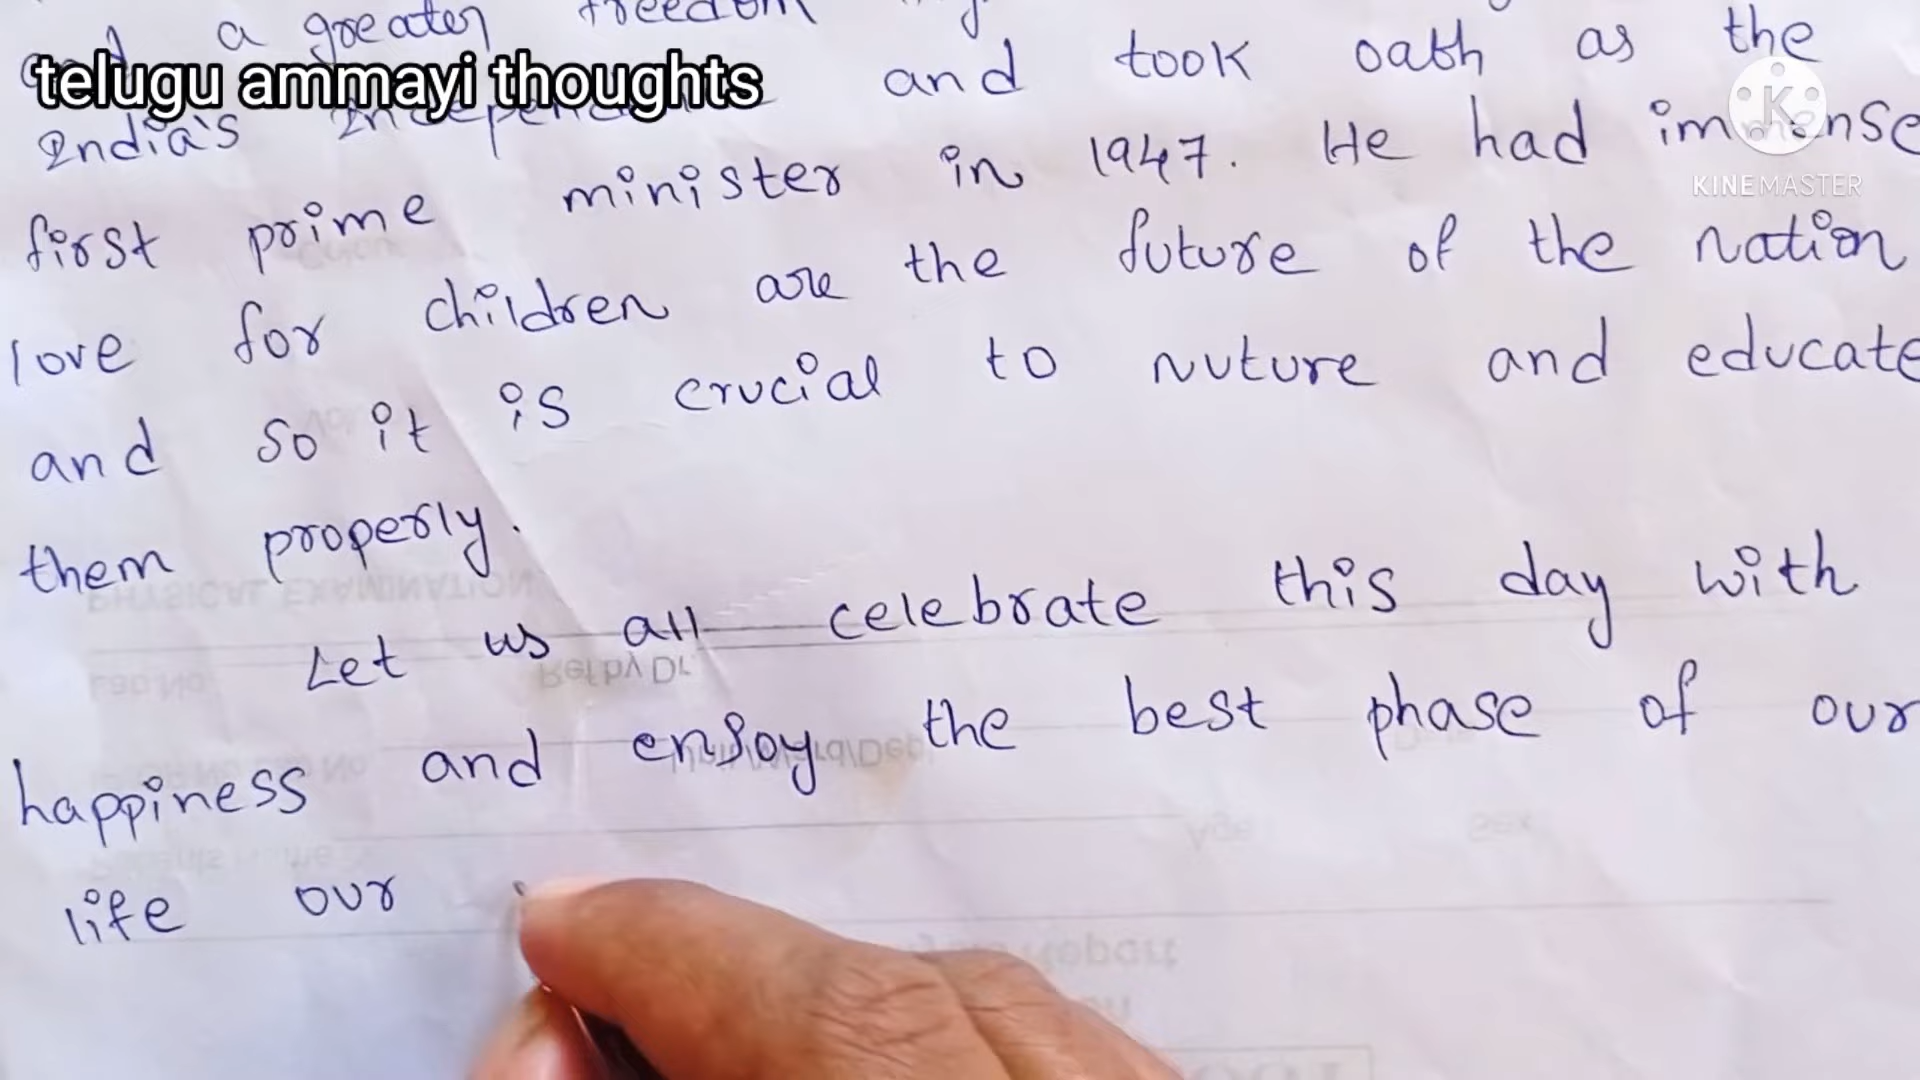 a greater freedom
telugu ammayi thoughts
India's and took oath as the
first prime minister in 1947. He had immense
KINEMASTER
love for children are the future of the nation
and so it is crucial to nuture and educate
them properly.
Let us all celebrate this day with
happiness and enjoy the best phase of our
life our